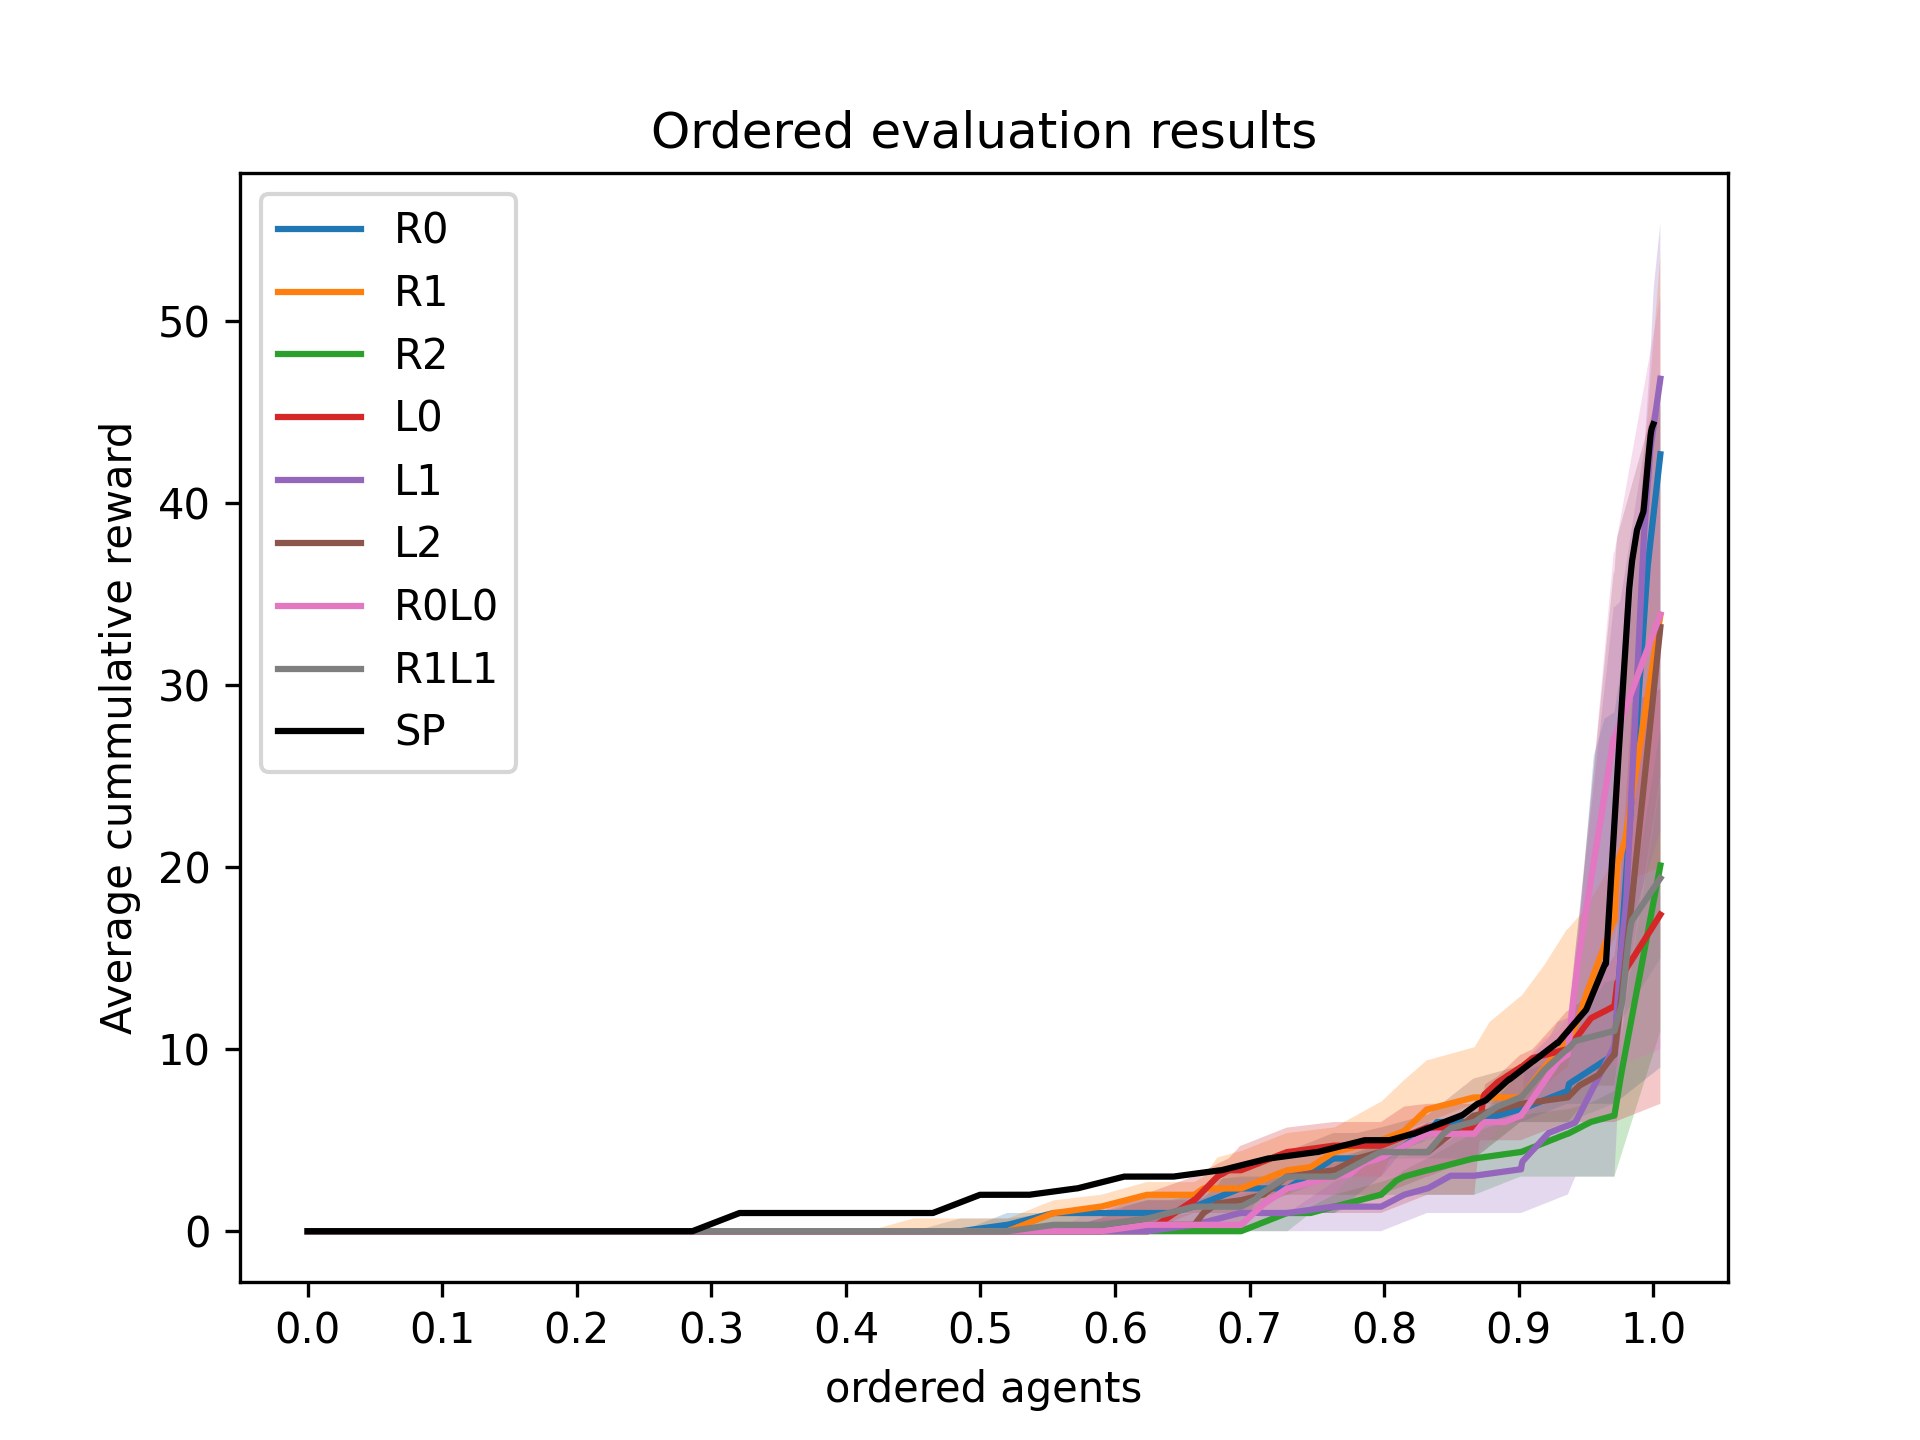 Ordered evaluation results
R0
R1
R2
L0
L1
L2
R0L0
R1L1
SP
Average cummulative reward
50
40
30
20
10
0
0.0 0.1 0.2 0.3 0.4 0.5 0.6 0.7 0.8 0.9 1.0
ordered agents